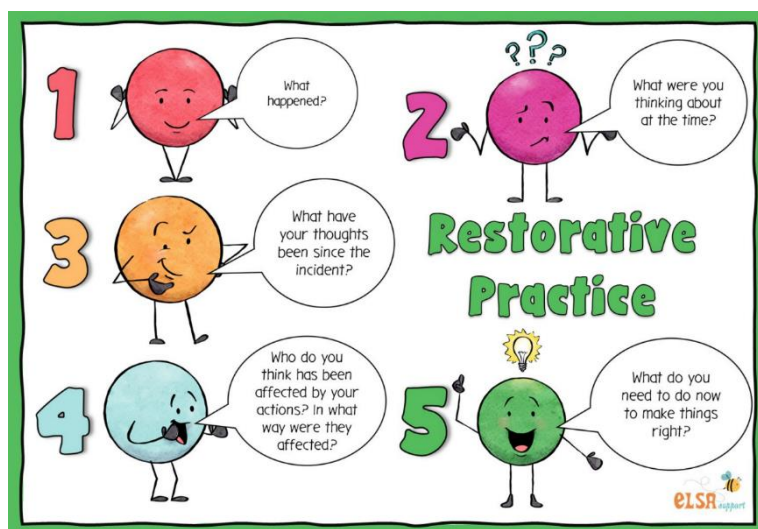 1
What
happened?
2
???
What were you
thinking about
at the time?
3
What have
your thoughts
been since the
incident?
Restorative
Practice
4
Who do you
think has been
affected by your
actions? In what
way were they
affected?
5
What do you
need to do now
to make things
right?
eLSA support